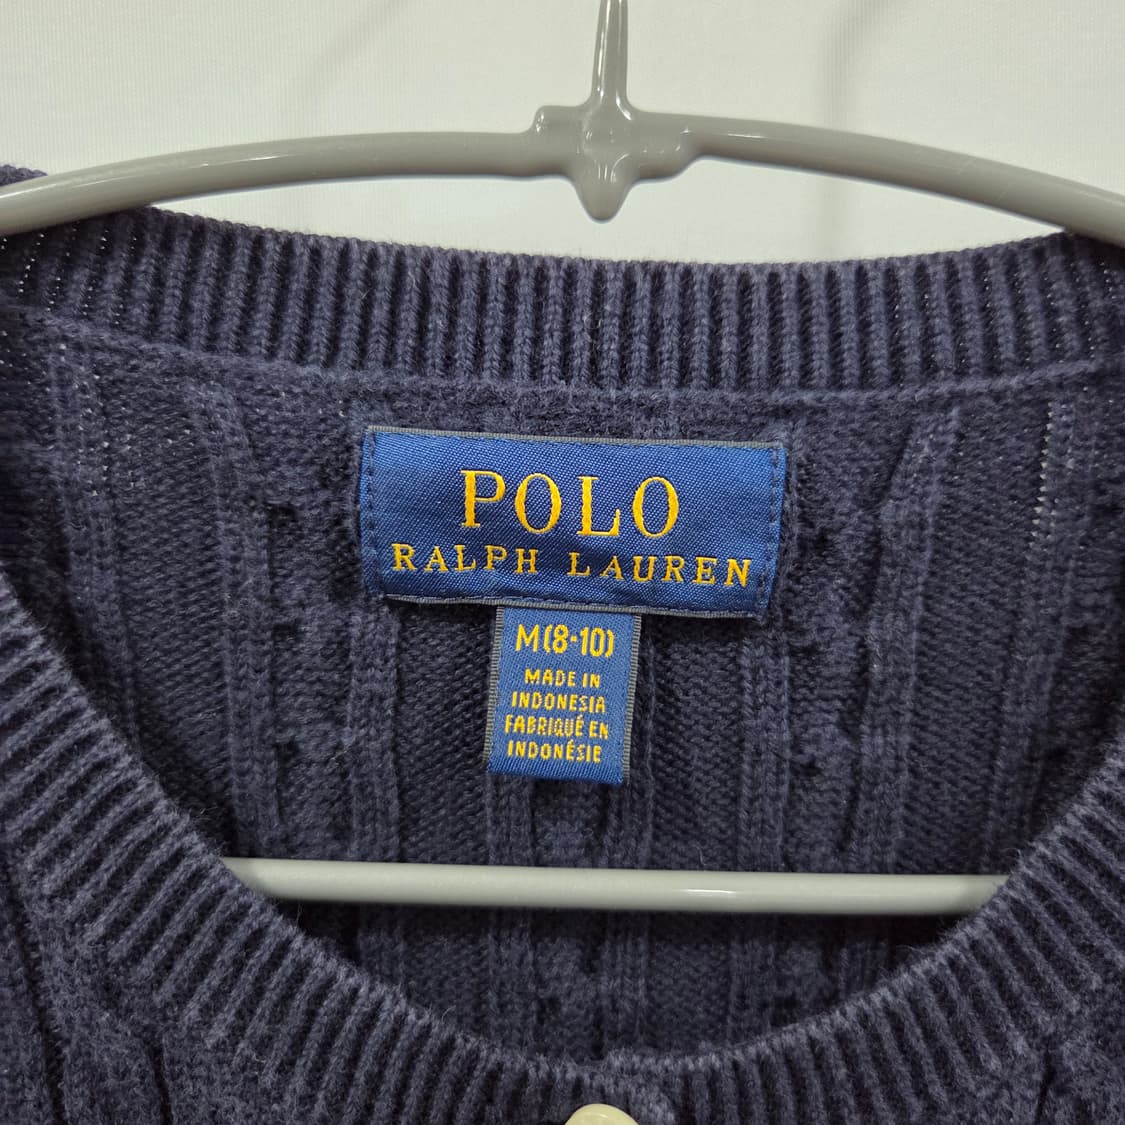 POLO
RALPH LAUREN
M(8-10)
MADE IN
INDONESIA
FABRIQUÉ EN
INDONÉSIE